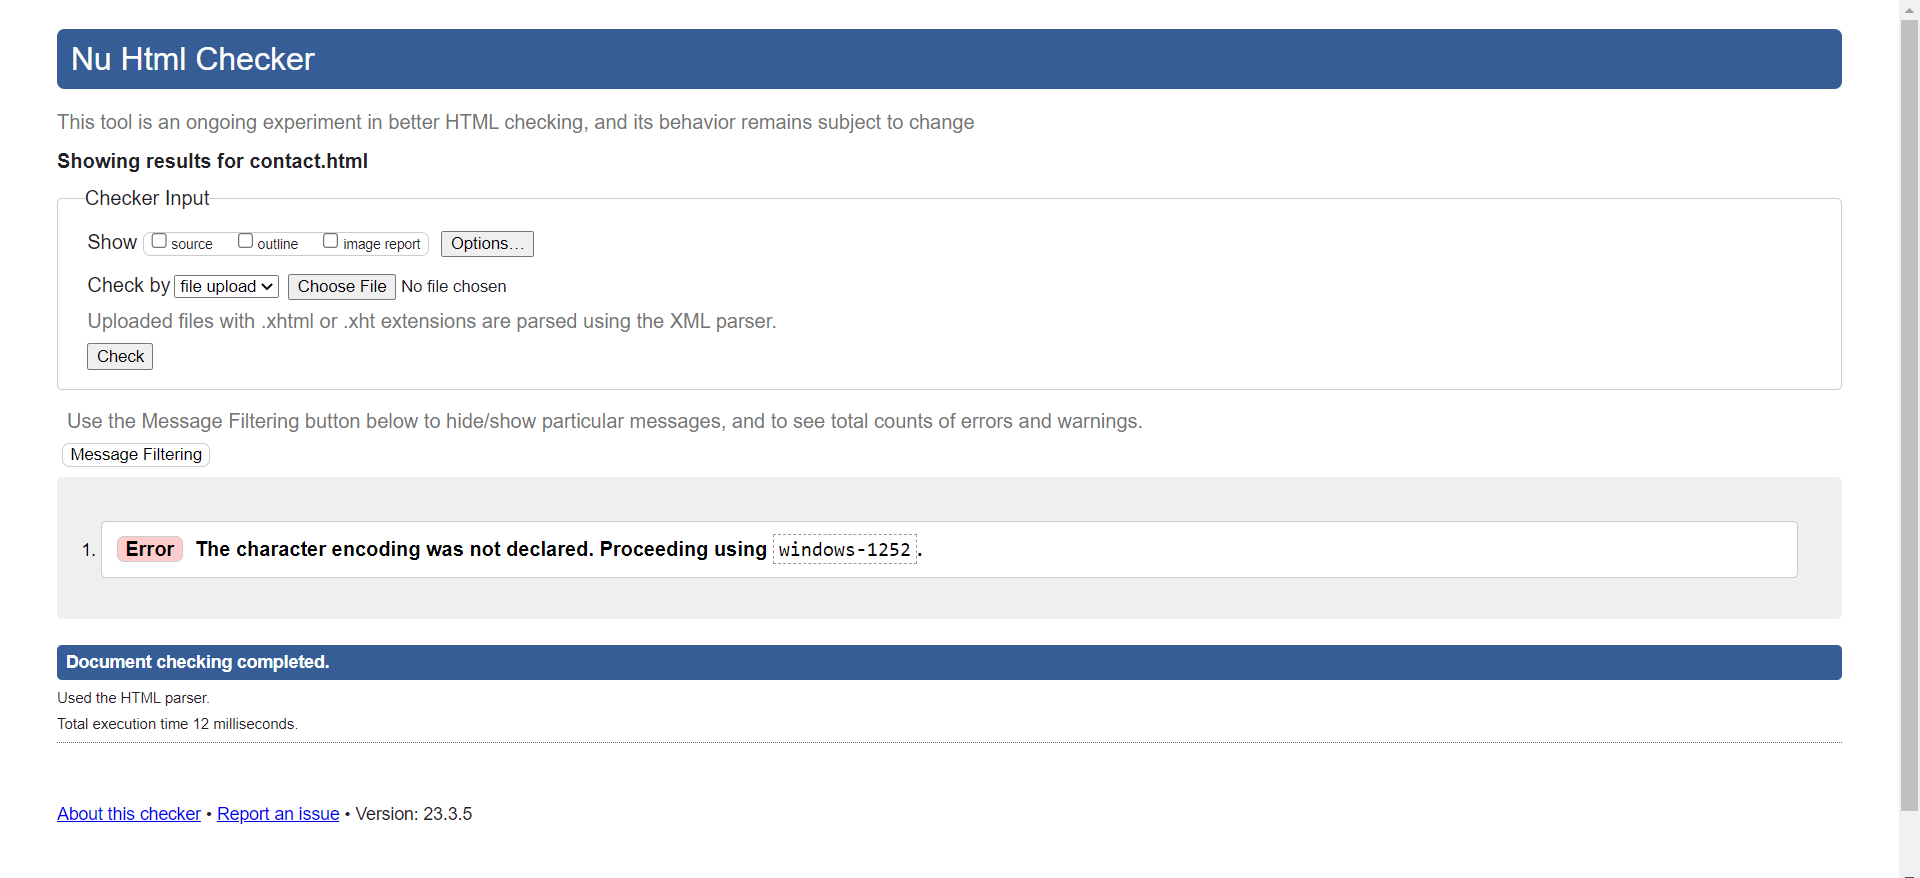 Nu Html Checker
This tool is an ongoing experiment in better HTML checking, and its behavior remains subject to change
Showing results for contact.html
Checker Input
Show source outline image report Options...
Check by file upload Choose File No file chosen
Uploaded files with .xhtml or .xht extensions are parsed using the XML parser.
Check
Use the Message Filtering button below to hide/show particular messages, and to see total counts of errors and warnings.
Message Filtering
1. Error The character encoding was not declared. Proceeding using windows-1252.
Document checking completed.
Used the HTML parser.
Total execution time 12 milliseconds.
About this checker • Report an issue • Version: 23.3.5